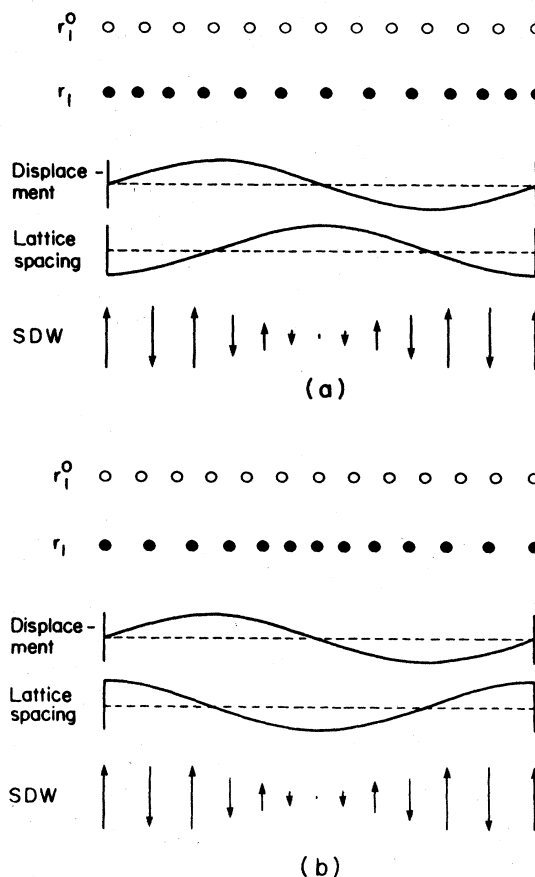 r₁⁰
r₁
Displace-
ment
Lattice
spacing
SDW
(a)
r₁⁰
r₁
Displace-
ment
Lattice
spacing
SDW
(b)